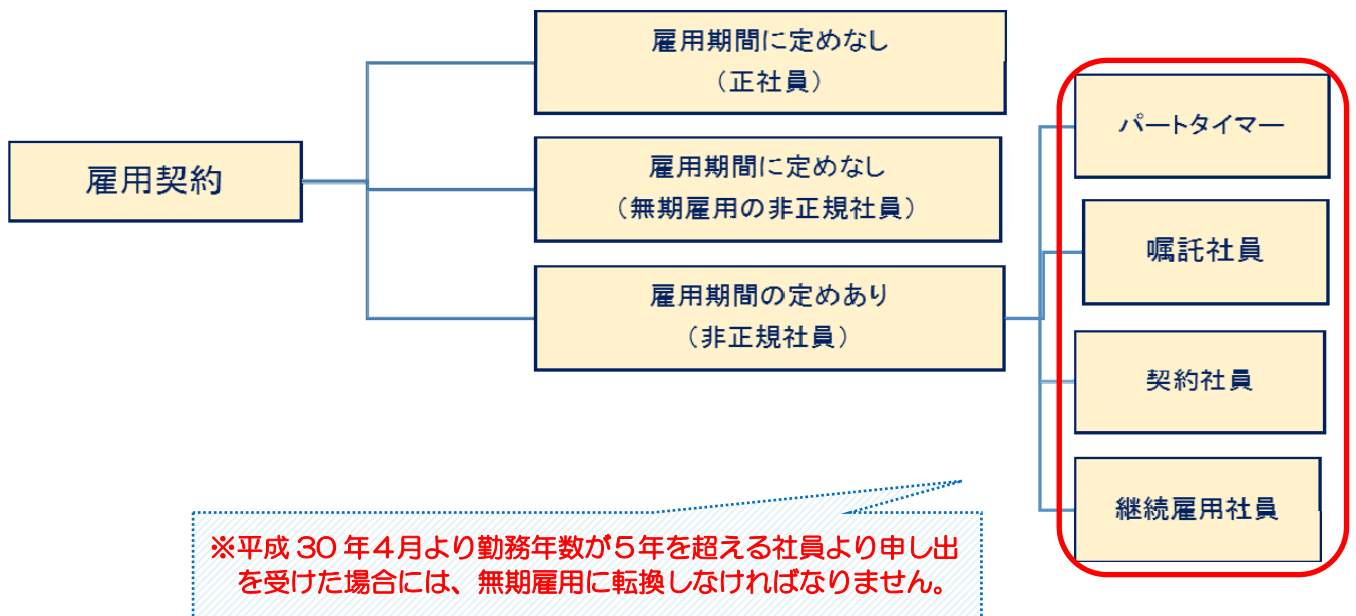 雇用契約
雇用期間に定めなし
（正社員）
雇用期間に定めなし
（無期雇用の非正規社員）
雇用期間の定めあり
（非正規社員）
パートタイマー
嘱託社員
契約社員
継続雇用社員
※平成 30 年４月より勤務年数が５年を超える社員より申し出
を受けた場合には、無期雇用に転換しなければなりません。